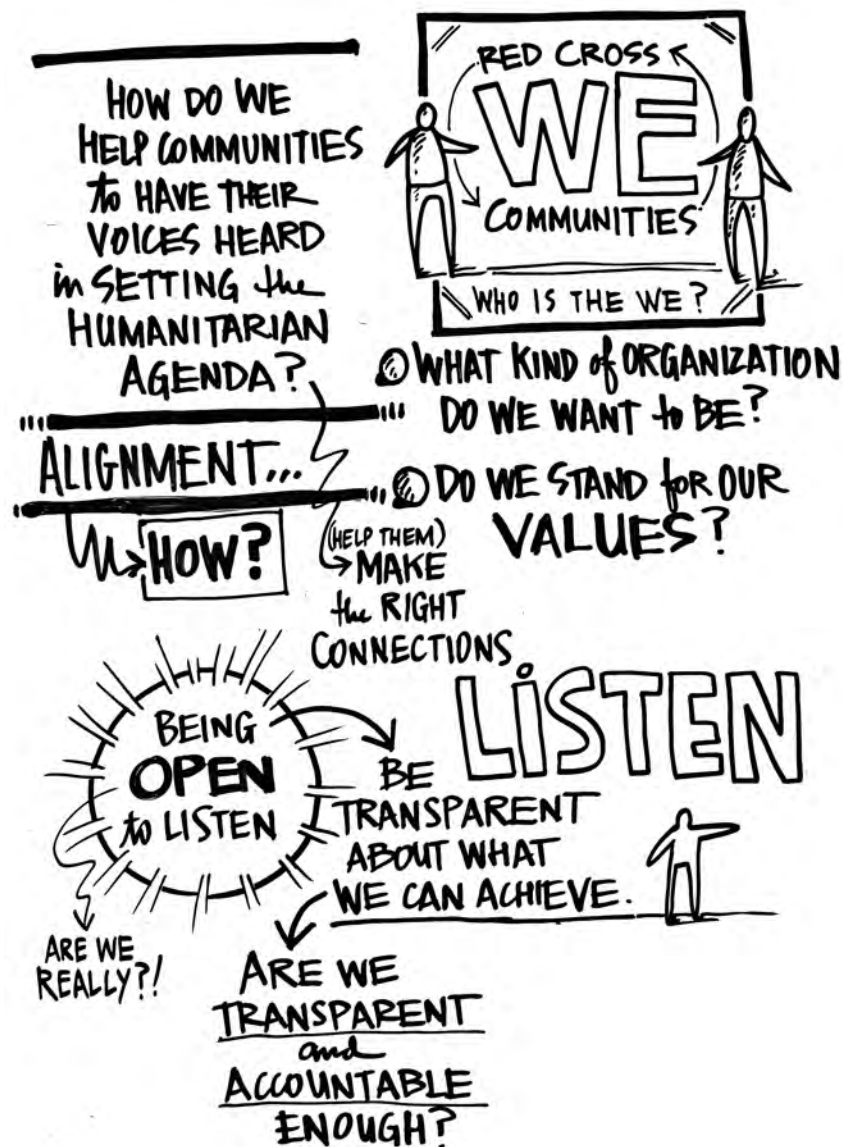 HOW DO WE
HELP COMMUNITIES
to HAVE THEIR
VOICES HEARD
in SETTING the
HUMANITARIAN
AGENDA?
ALIGNMENT...
HOW?
(HELP THEM)
MAKE
the RIGHT
CONNECTIONS
RED CROSS
WE
COMMUNITIES
WHO IS THE WE?
WHAT KIND of ORGANIZATION
DO WE WANT to BE?
DO WE STAND for OUR
VALUES?
LiSTEN
BEING
OPEN
to LISTEN
ARE WE
REALLY?!
BE
TRANSPARENT
ABOUT WHAT
WE CAN ACHIEVE.
ARE WE
TRANSPARENT
and
ACCOUNTABLE
ENOUGH?